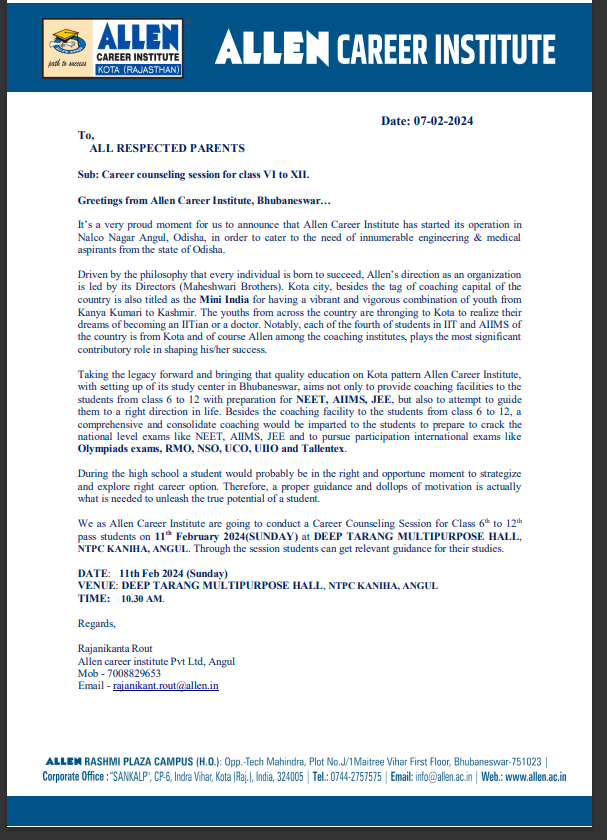 ALLEN
CAREER INSTITUTE
KOTA (RAJASTHAN)
path to success
ALLEN CAREER INSTITUTE
Date: 07-02-2024
To,
ALL RESPECTED PARENTS
Sub: Career counseling session for class VI to XII.
Greetings from Allen Career Institute, Bhubaneswar…
It's a very proud moment for us to announce that Allen Career Institute has started its operation in
Nalco Nagar Angul, Odisha, in order to cater to the need of innumerable engineering & medical
aspirants from the state of Odisha.
Driven by the philosophy that every individual is born to succeed, Allen's direction as an organization
is led by its Directors (Maheshwari Brothers). Kota city, besides the tag of coaching capital of the
country is also titled as the Mini India for having a vibrant and vigorous combination of youth from
Kanya Kumari to Kashmir. The youths from across the country are thronging to Kota to realize their
dreams of becoming an IITian or a doctor. Notably, each of the fourth of students in IIT and AIIMS of
the country is from Kota and of course Allen among the coaching institutes, plays the most significant
contributory role in shaping his/her success.
Taking the legacy forward and bringing that quality education on Kota pattern Allen Career Institute,
with setting up of its study center in Bhubaneswar, aims not only to provide coaching facilities to the
students from class 6 to 12 with preparation for NEET, AIIMS, JEE, but also to attempt to guide
them to a right direction in life. Besides the coaching facility to the students from class 6 to 12, a
comprehensive and consolidate coaching would be imparted to the students to prepare to crack the
national level exams like NEET, AIIMS, JEE and to pursue participation international exams like
Olympiads exams, RMO, NSO, UCO, UIIO and Tallentex.
During the high school a student would probably be in the right and opportune moment to strategize
and explore right career option. Therefore, a proper guidance and dollops of motivation is actually
what is needed to unleash the true potential of a student.
We as Allen Career Institute are going to conduct a Career Counseling Session for Class 6th to 12th
pass students on 11th February 2024(SUNDAY) at DEEP TARANG MULTIPURPOSE HALL,
NTPC KANIHA, ANGUL. Through the session students can get relevant guidance for their studies.
DATE: 11th Feb 2024 (Sunday)
VENUE: DEEP TARANG MULTIPURPOSE HALL, NTPC KANIHA, ANGUL
TIME: 10.30 AM.
Regards,
Rajanikanta Rout
Allen career institute Pvt Ltd, Angul
Mob - 7008829653
Email - rajanikant.rout@allen.in
ALLEN RASHMI PLAZA CAMPUS (H.O.): Opp.-Tech Mahindra, Plot No.J/1Maitree Vihar First Floor, Bhubaneswar-751023 |
Corporate Office : "SANKALP", CP-6, Indra Vihar, Kota (Raj.), India, 324005 | Tel.: 0744-2757575 | Email: info@allen.ac.in | Web.: www.allen.ac.in